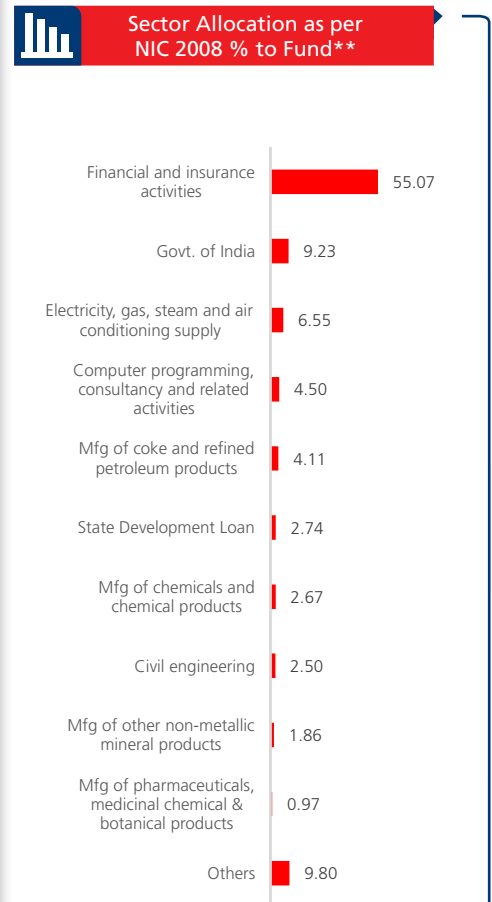 Sector Allocation as per
NIC 2008 % to Fund**
Financial and insurance
activities
55.07
Govt. of India
9.23
Electricity, gas, steam and air
conditioning supply
6.55
Computer programming,
consultancy and related
activities
4.50
Mfg of coke and refined
petroleum products
4.11
State Development Loan
2.74
Mfg of chemicals and
chemical products
2.67
Civil engineering
2.50
Mfg of other non-metallic
mineral products
1.86
Mfg of pharmaceuticals,
medicinal chemical &
botanical products
0.97
Others
9.80